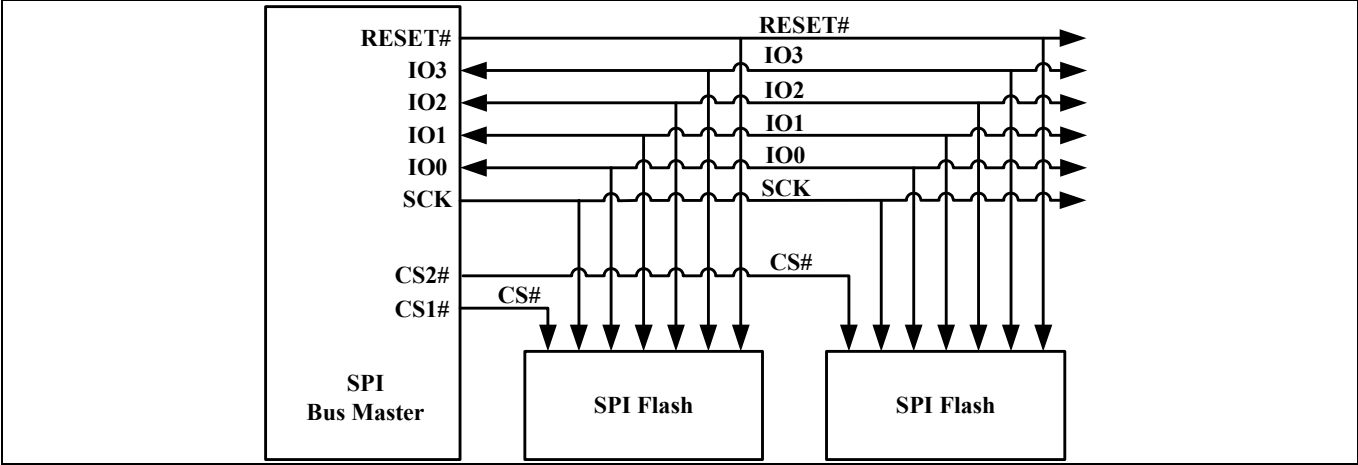 RESET# RESET#
IO3 IO3
IO2 IO2
IO1 IO1
IO0 IO0
SCK SCK
CS2# CS#
CS1# CS#
SPI
Bus Master
SPI Flash
SPI Flash